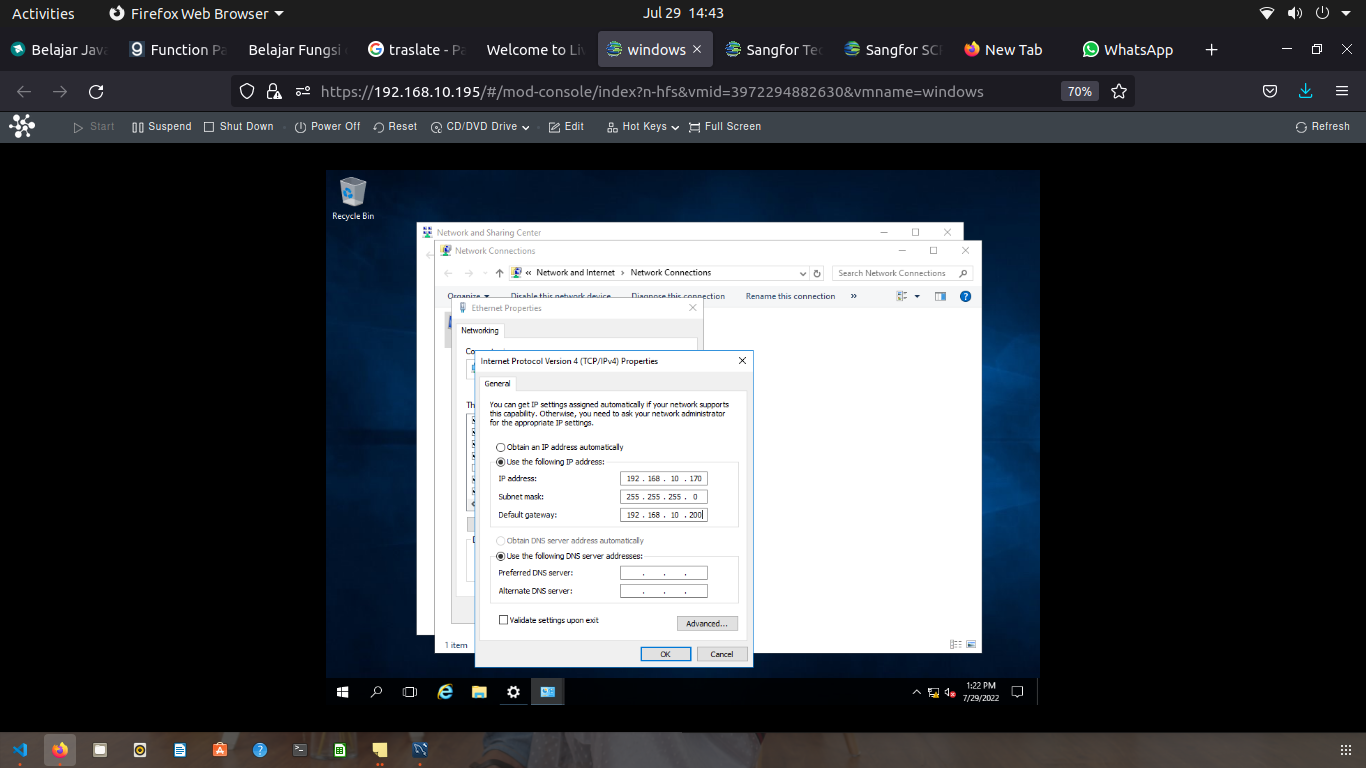 Activities Firefox Web Browser Jul 29 14:43
Belajar Java Function Pa Belajar Fungsi traslate - Pa Welcome to Liv windows Sangfor Tec Sangfor SCP New Tab WhatsApp
https://192.168.10.195/#/mod-console/index?n-hfs&vmid=3972294882630&vmname=windows 70%
Start Suspend Shut Down Power Off Reset CD/DVD Drive Edit Hot Keys Full Screen Refresh
Recycle Bin
Network and Sharing Center
Network Connections
« Network and Internet › Network Connections Search Network Connections
Organize Disable this network device Diagnose this connection Rename this connection »
Ethernet Properties
Networking
Internet Protocol Version 4 (TCP/IPv4) Properties
General
You can get IP settings assigned automatically if your network supports
this capability. Otherwise, you need to ask your network administrator
for the appropriate IP settings.
Obtain an IP address automatically
Use the following IP address:
IP address: 192 . 168 . 10 . 170
Subnet mask: 255 . 255 . 255 . 0
Default gateway: 192 . 168 . 10 . 200
Obtain DNS server address automatically
Use the following DNS server addresses:
Preferred DNS server: . . .
Alternate DNS server: . . .
Validate settings upon exit Advanced...
1 item
OK Cancel
1:22 PM
7/29/2022